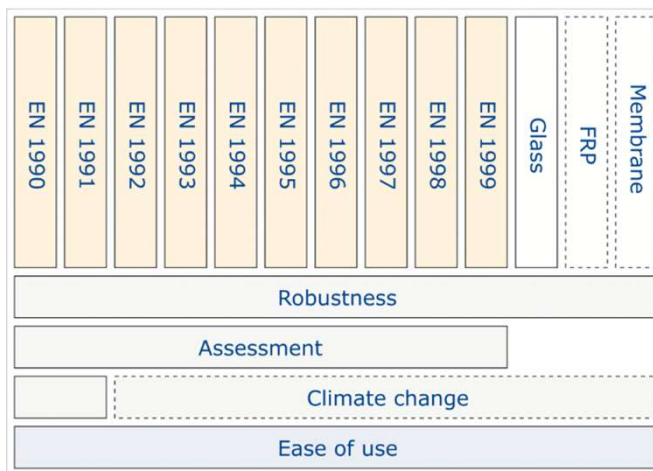 EN 1990
EN 1991
EN 1992
EN 1993
EN 1994
EN 1995
EN 1996
EN 1997
EN 1998
EN 1999
Glass
FRP
Membrane
Robustness
Assessment
Climate change
Ease of use